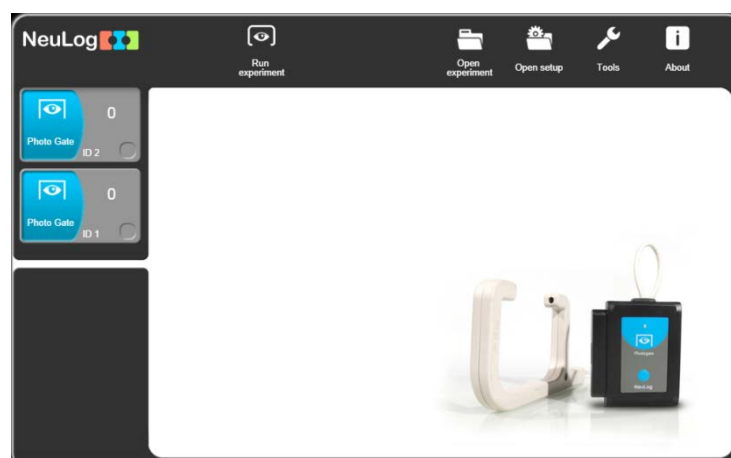 NeuLog
Run
experiment
Open
experiment
Open setup
Tools
About
0
Photo Gate
ID 2
0
Photo Gate
ID 1
Photogate
NeuLog